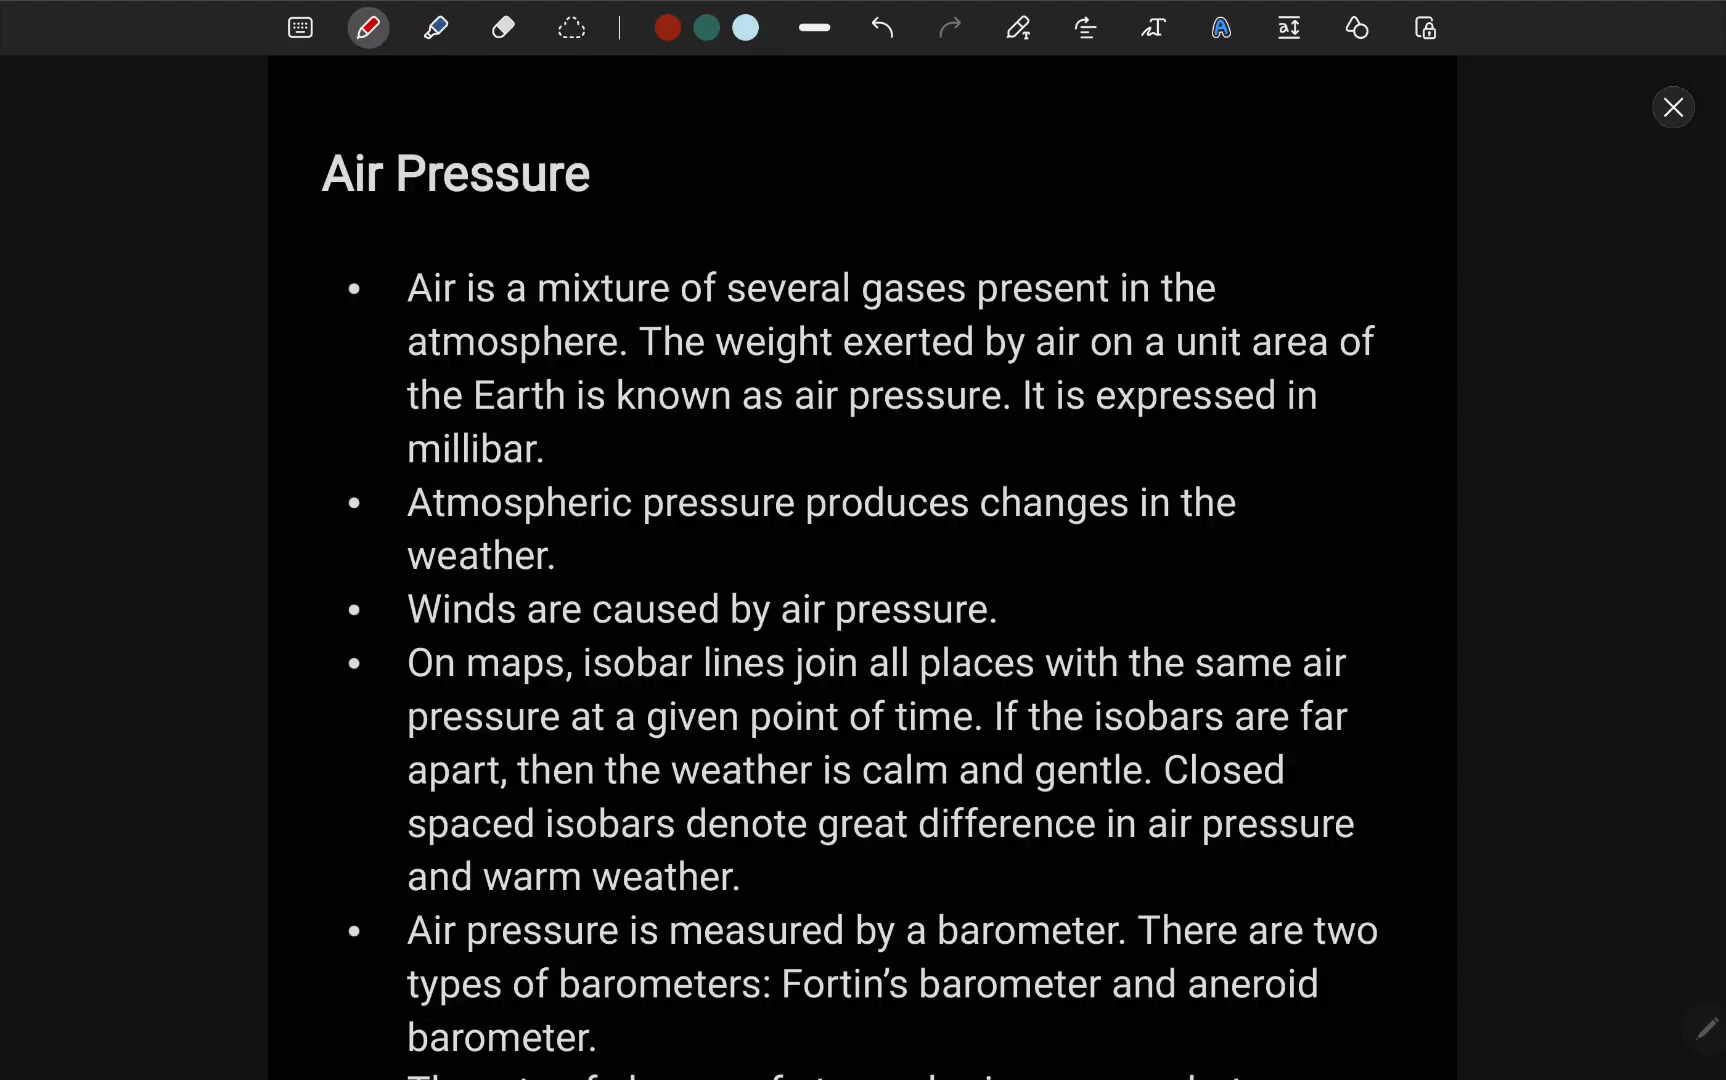 Air Pressure
• Air is a mixture of several gases present in the
atmosphere. The weight exerted by air on a unit area of
the Earth is known as air pressure. It is expressed in
millibar.
• Atmospheric pressure produces changes in the
weather.
• Winds are caused by air pressure.
• On maps, isobar lines join all places with the same air
pressure at a given point of time. If the isobars are far
apart, then the weather is calm and gentle. Closed
spaced isobars denote great difference in air pressure
and warm weather.
• Air pressure is measured by a barometer. There are two
types of barometers: Fortin’s barometer and aneroid
barometer.